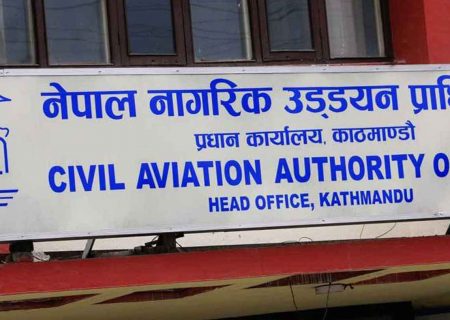 नेपाल नागरिक उड्डयन प्राधि
प्रधान कार्यालय, काठमाण्डौ
CIVIL AVIATION AUTHORITY O
HEAD OFFICE, KATHMANDU